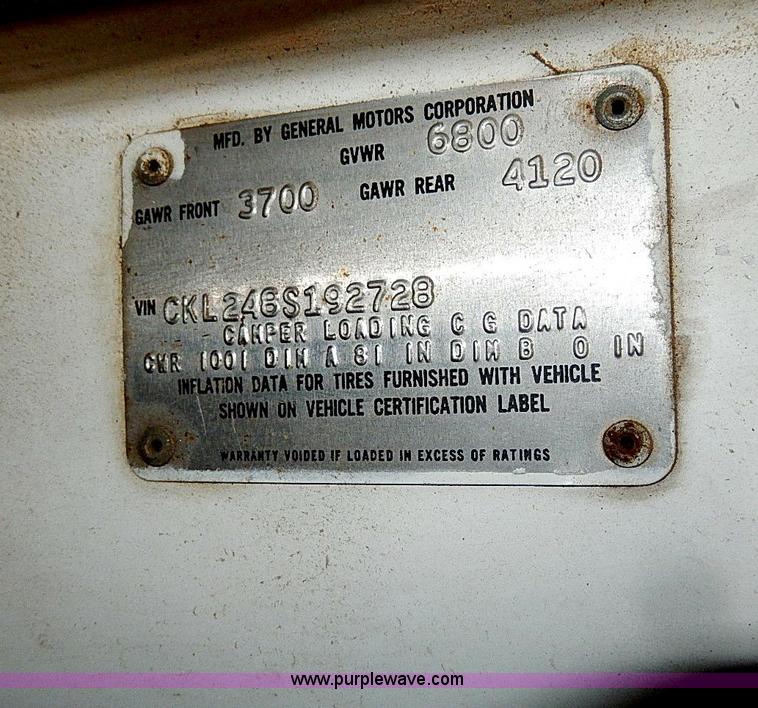 MFD. BY GENERAL MOTORS CORPORATION
GVWR 6800
GAWR FRONT 3700 GAWR REAR 4120
VIN CKL246S192728
CAMPER LOADING C G DATA
CWR 1001 DIM A 81 IN DIM B 0 IN
INFLATION DATA FOR TIRES FURNISHED WITH VEHICLE
SHOWN ON VEHICLE CERTIFICATION LABEL
WARRANTY VOIDED IF LOADED IN EXCESS OF RATINGS
www.purplewave.com